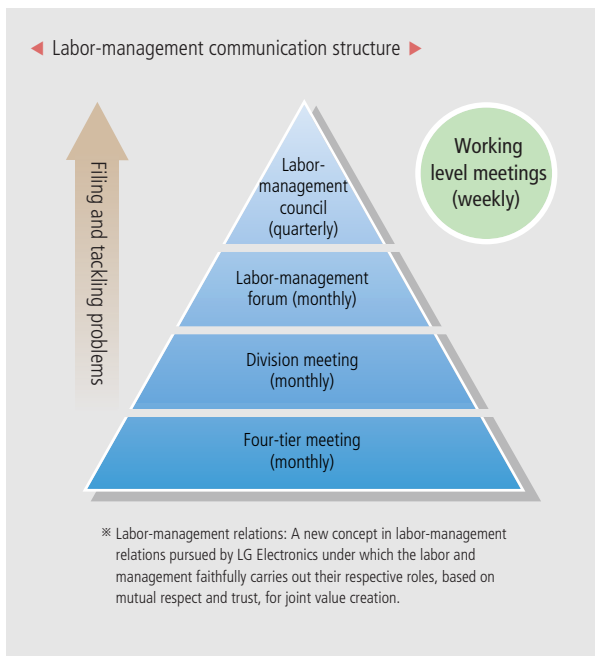 ◀ Labor-management communication structure ▶
Filing and tackling problems
Labor-
management
council
(quarterly)
Working
level meetings
(weekly)
Labor-management
forum (monthly)
Division meeting
(monthly)
Four-tier meeting
(monthly)
※ Labor-management relations: A new concept in labor-management
relations pursued by LG Electronics under which the labor and
management faithfully carries out their respective roles, based on
mutual respect and trust, for joint value creation.